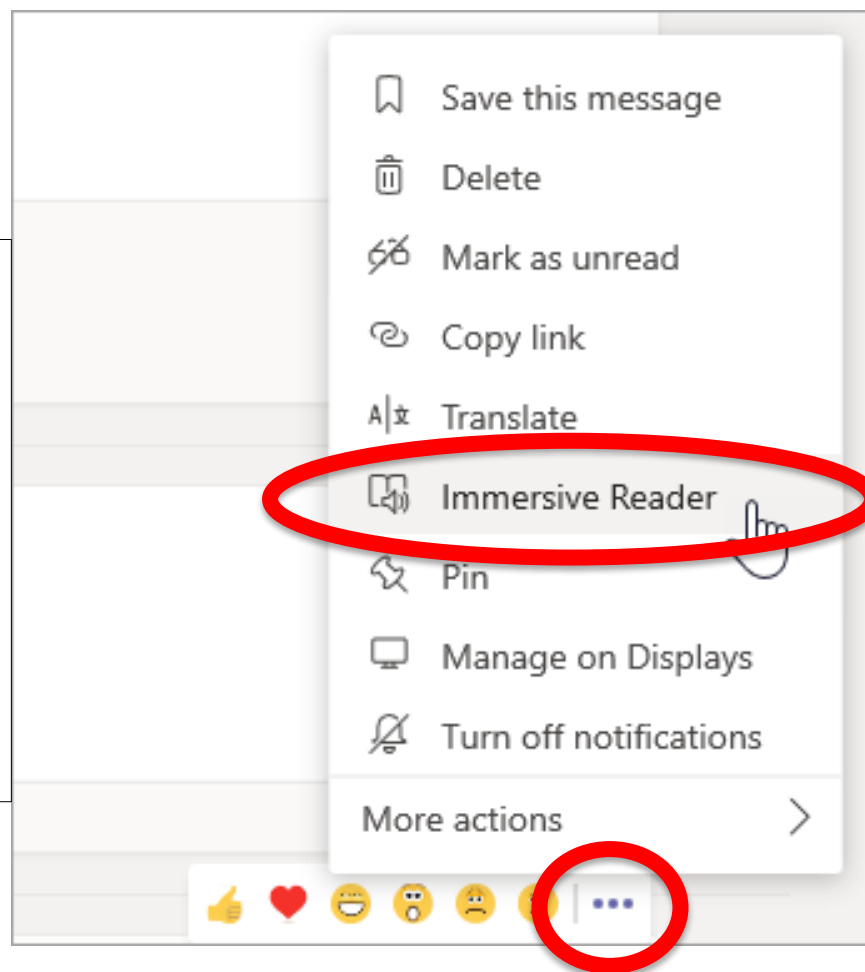 Save this message
Delete
Mark as unread
Copy link
Translate
Immersive Reader
Pin
Manage on Displays
Turn off notifications
More actions